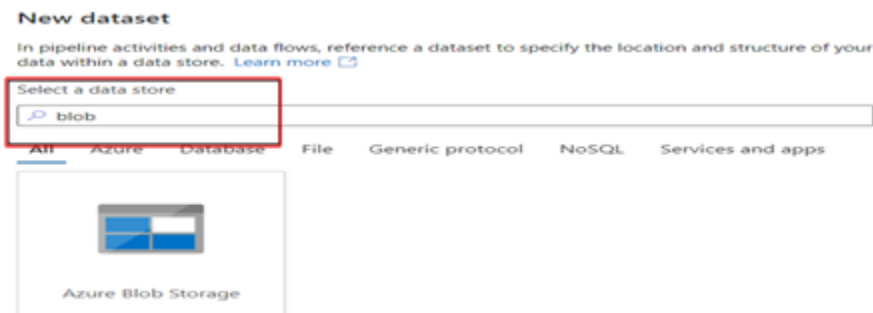 New dataset
In pipeline activities and data flows, reference a dataset to specify the location and structure of your
data within a data store. Learn more
Select a data store
blob
All Azure Database File Generic protocol NoSQL Services and apps
Azure Blob Storage